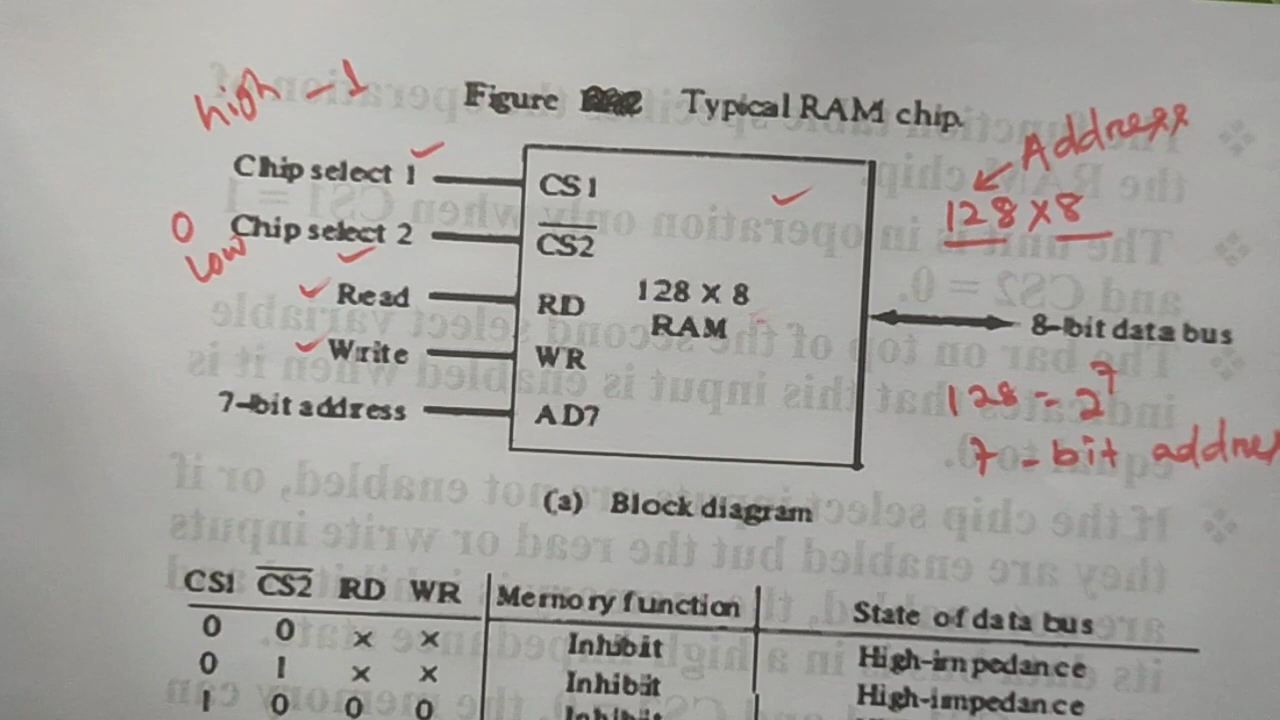 high - 1
Figure Typical RAM chip.
Address
Chip select 1
CS1
128 x 8
0
Low
Chip select 2
CS2
Read
RD
128 X 8
RAM
8-bit data bus
Write
WR
128 = 2^7
7-bit address
AD7
7 - bit addres
(a) Block diagram
CS1 CS2 RD WR Memory function State of data bus
0 0 x x Inhibit High-impedance
0 1 x x Inhibit High-impedance
1 0 0 0 Inhibit